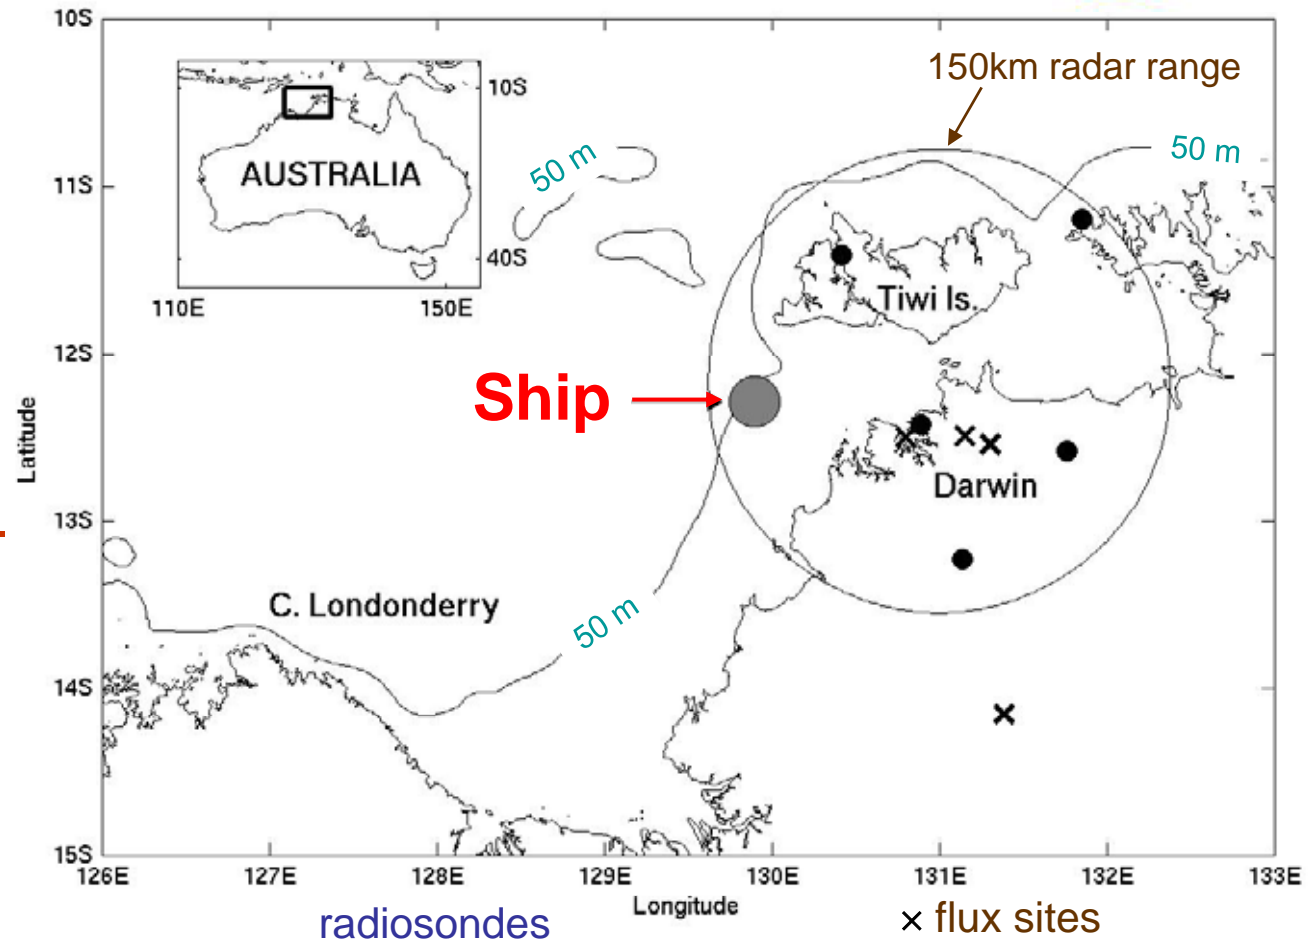 10S
150km radar range
10S
50 m
50 m
AUSTRALIA
11S
40S
110E
150E
Tiwi Is.
12S
Ship
Latitude
Darwin
13S
C. Londonderry
50 m
14S
15S
126E
127E
128E
129E
130E
131E
132E
133E
radiosondes
Longitude
× flux sites